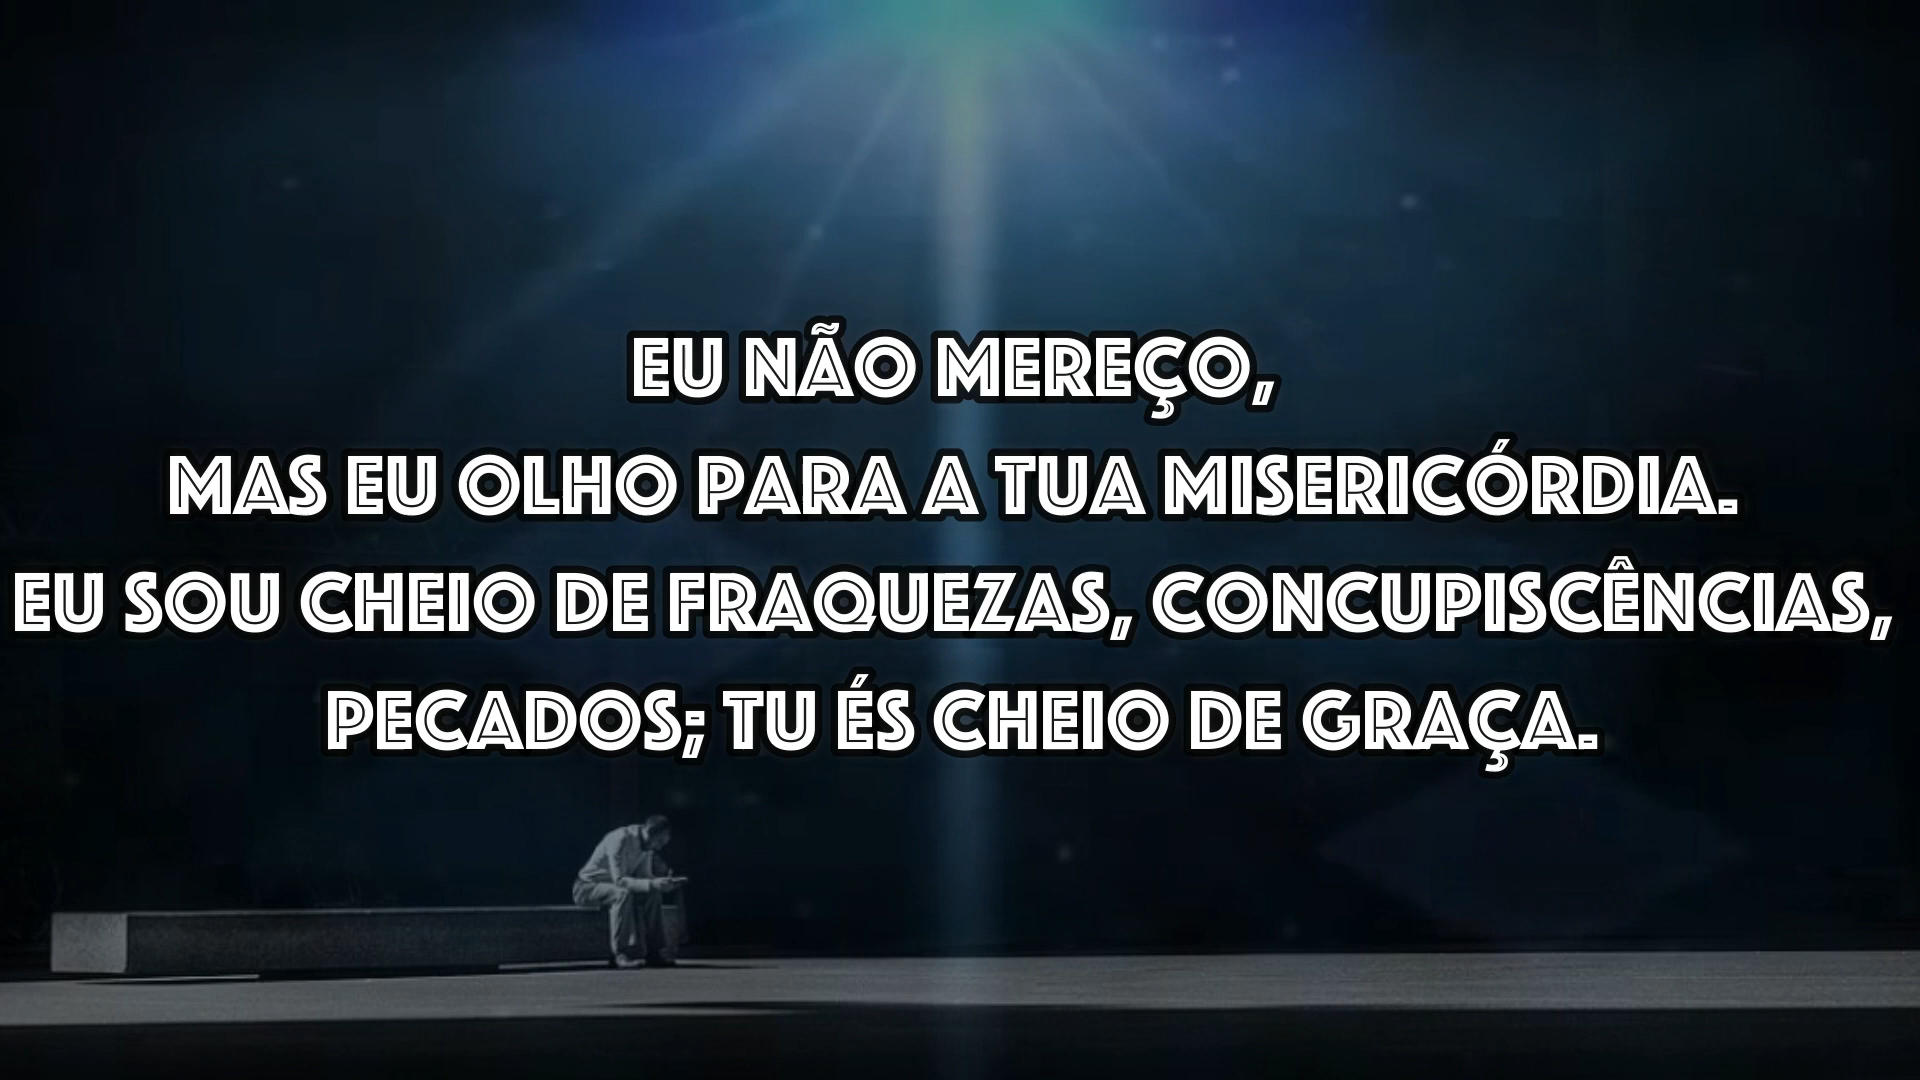 EU NÃO MEREÇO,
MAS EU OLHO PARA A TUA MISERICÓRDIA.
EU SOU CHEIO DE FRAQUEZAS, CONCUPISCÊNCIAS,
PECADOS; TU ÉS CHEIO DE GRAÇA.